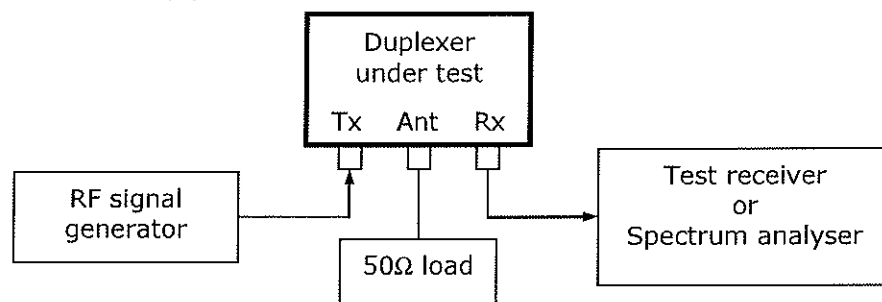 Duplexer
under test
Tx Ant Rx
RF signal
generator
50Ω load
Test receiver
or
Spectrum analyser